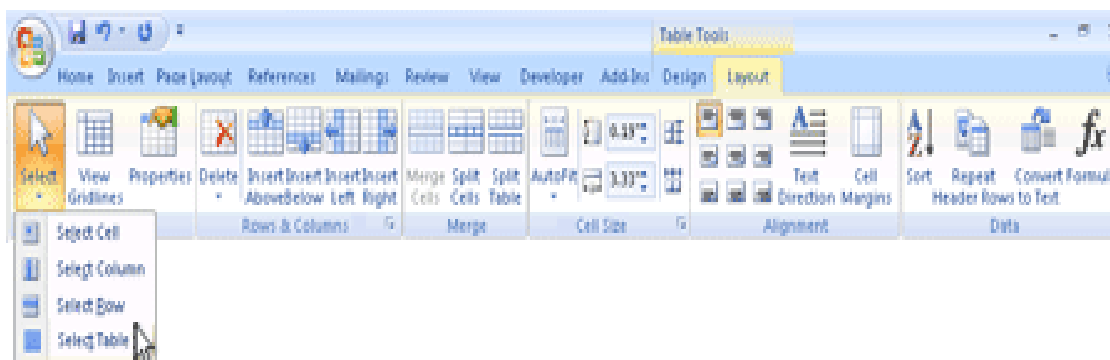 Table Tools
Home Insert Page Layout References Mailings Review View Developer Add-Ins Design Layout
Select View Gridlines Properties Delete Insert Above Insert Below Insert Left Insert Right Merge Cells Split Cells Split Table AutoFit Text Direction Cell Margins Sort Repeat Header Rows Convert to Text Formul
Rows & Columns Merge Cell Size Alignment Data
Select Cell
Select Column
Select Row
Select Table